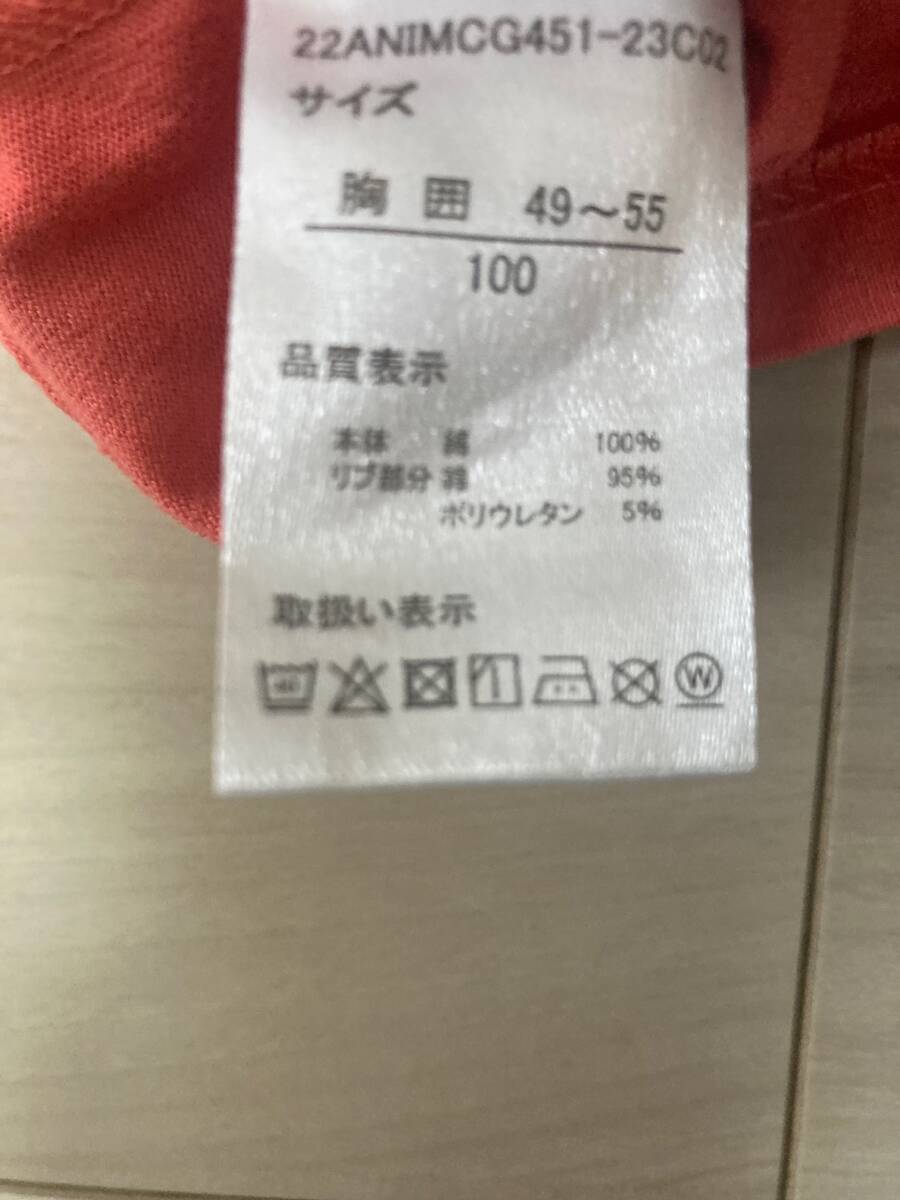 22ANIMCG451-23C02
サイズ
胸囲 49～55
100
品質表示
本体 綿 100%
リブ部分 綿 95%
ポリウレタン 5%
取扱い表示
W